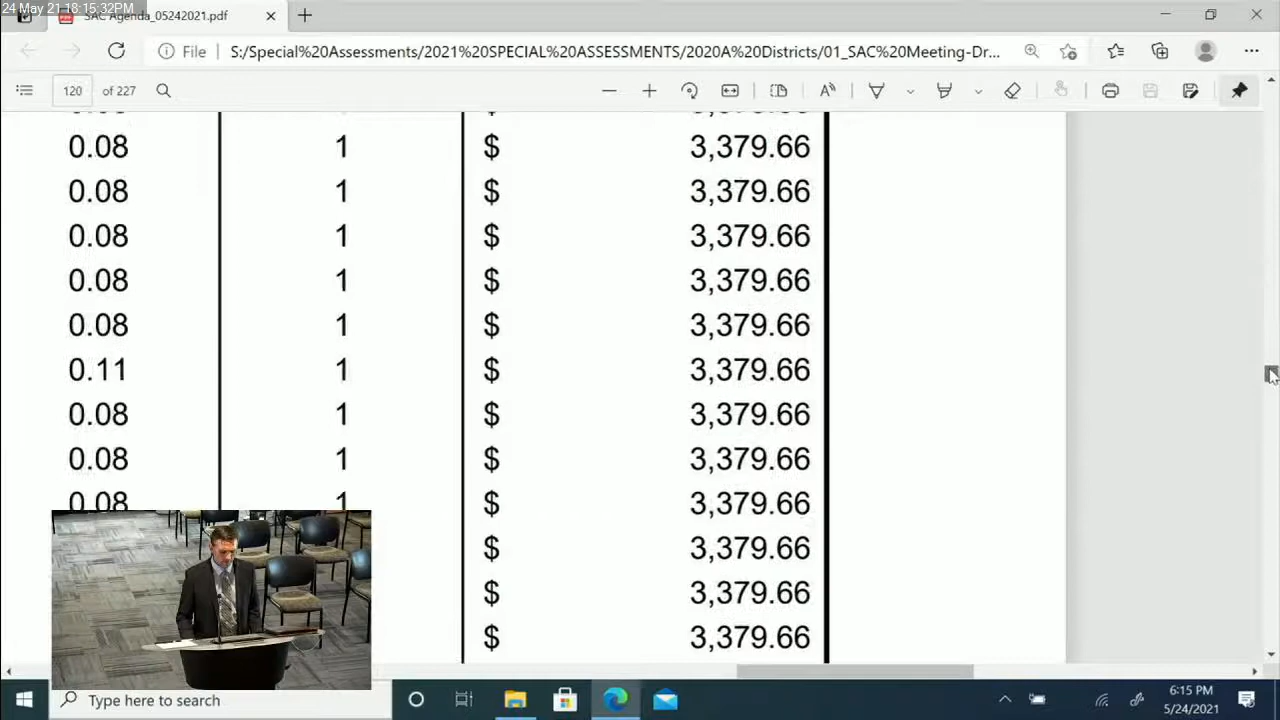 24 May 21 18:15:32PM
SAC Agenda_05242021.pdf
File
S:/Special%20Assessments/2021%20SPECIAL%20ASSESSMENTS/2020A%20Districts/01_SAC%20Meeting-Dr...
120 of 227
0.08 1 $ 3,379.66
0.08 1 $ 3,379.66
0.08 1 $ 3,379.66
0.08 1 $ 3,379.66
0.08 1 $ 3,379.66
0.11 1 $ 3,379.66
0.08 1 $ 3,379.66
0.08 1 $ 3,379.66
0.08 1 $ 3,379.66
$ 3,379.66
$ 3,379.66
$ 3,379.66
Type here to search
6:15 PM
5/24/2021